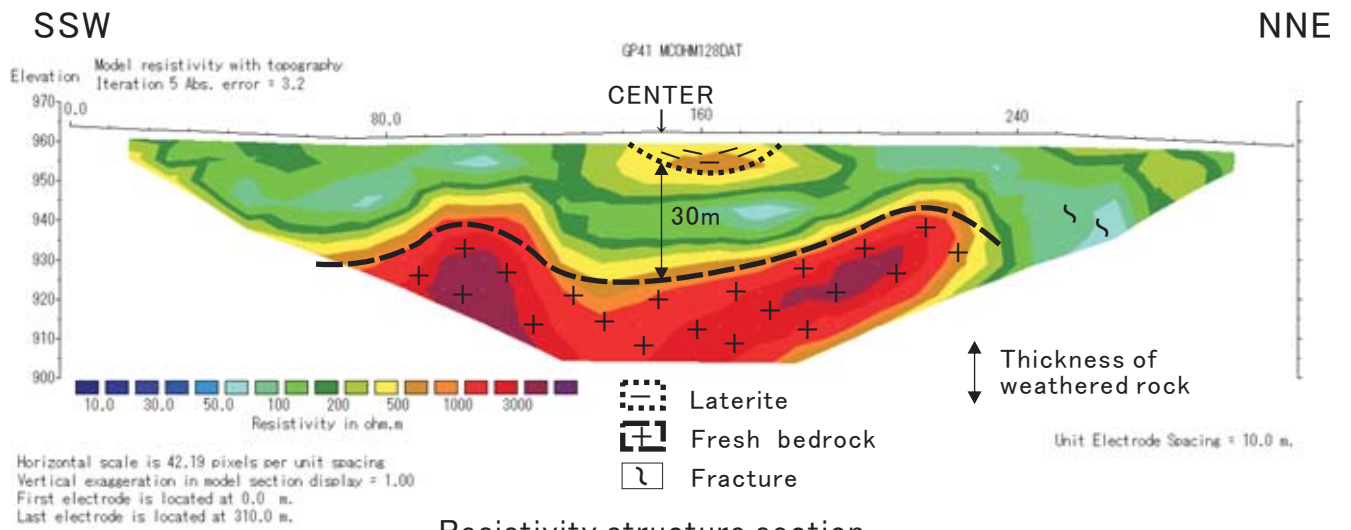 SSW
NNE
GP41 MCOHM128DAT
Model resistivity with topography
Elevation
Iteration 5 Abs. error = 3.2
CENTER
970
0.0
80.0
160
240
960
950
940
930
920
910
900
30m
10.0 30.0 50.0 100 200 500 1000 3000
Resistivity in ohm.m
Thickness of
weathered rock
Laterite
Fresh bedrock
Fracture
Unit Electrode Spacing = 10.0 m.
Horizontal scale is 42.19 pixels per unit spacing
Vertical exaggeration in model section display = 1.00
First electrode is located at 0.0 m.
Last electrode is located at 310.0 m.
Resistivity structure section